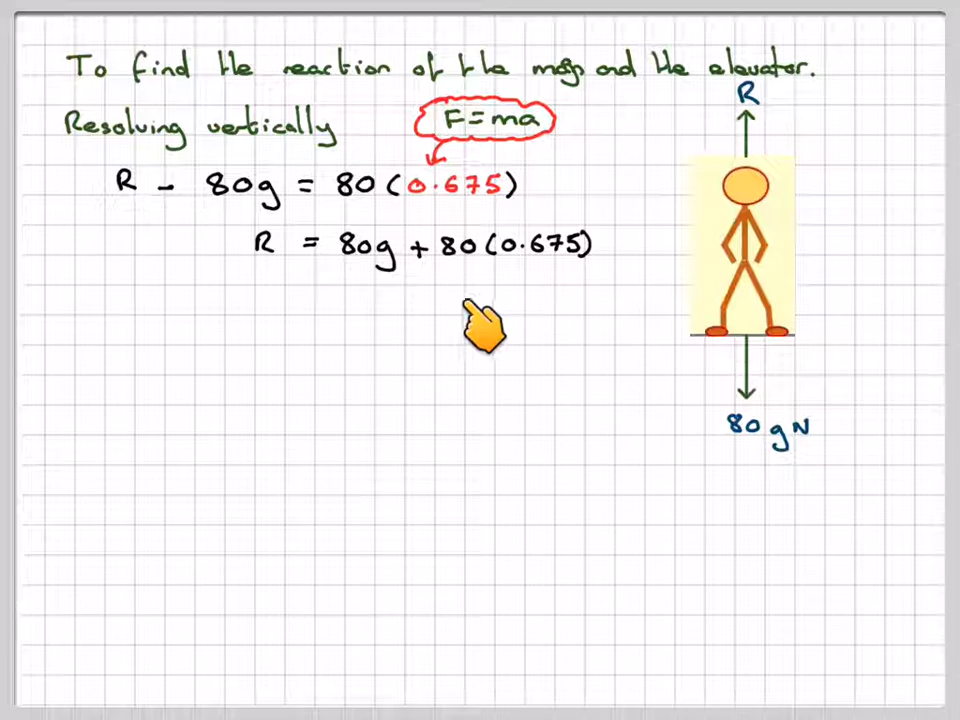 To find the reaction of the man and the elevator.
R
Resolving vertically
F = ma
R - 80g = 80(0.675)
R = 80g + 80(0.675)
80gN